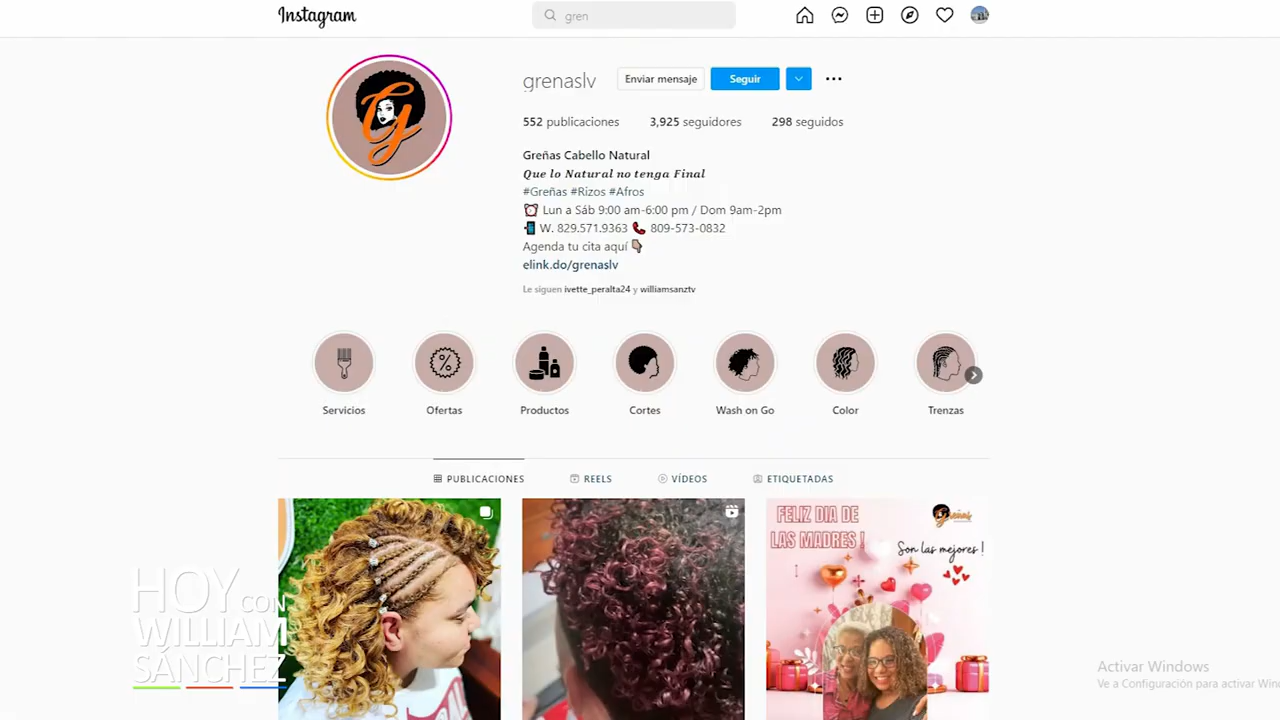 Instagram
gren
grenaslv
Enviar mensaje
Seguir
552 publicaciones
3,925 seguidores
298 seguidos
Greñas Cabello Natural
Que lo Natural no tenga Final
#Greñas #Rizos #Afros
Lun a Sáb 9:00 am-6:00 pm / Dom 9am-2pm
W. 829.571.9363 809-573-0832
Agenda tu cita aquí
elink.do/grenaslv
Le siguen ivette_peralta24 y williamsanztv
Servicios
Ofertas
Productos
Cortes
Wash on Go
Color
Trenzas
PUBLICACIONES
REELS
VÍDEOS
ETIQUETADAS
FELIZ DIA DE
LAS MADRES !
Greñas
Son las mejores !
HOY CON
WILLIAM
SÁNCHEZ
Activar Windows
Ve a Configuración para activar Win